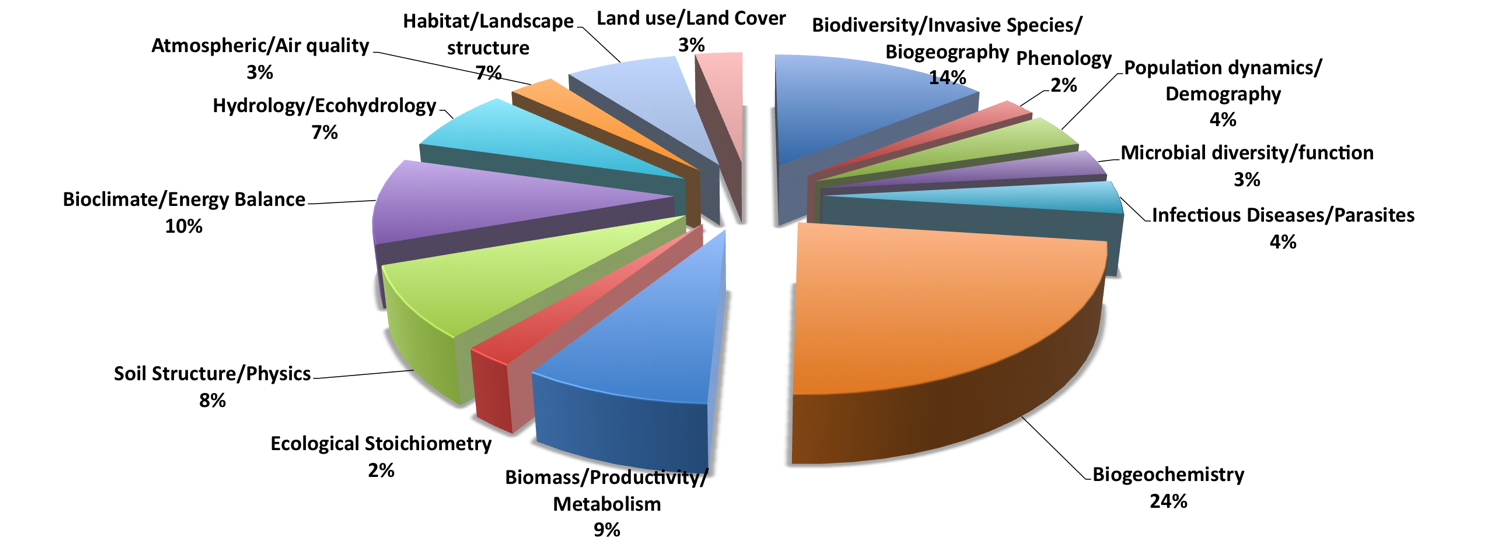 Biodiversity/Invasive Species/
Biogeography
14%
Phenology
2%
Population dynamics/
Demography
4%
Microbial diversity/function
3%
Infectious Diseases/Parasites
4%
Biogeochemistry
24%
Biomass/Productivity/
Metabolism
9%
Ecological Stoichiometry
2%
Soil Structure/Physics
8%
Bioclimate/Energy Balance
10%
Hydrology/Ecohydrology
7%
Atmospheric/Air quality
3%
Habitat/Landscape
structure
7%
Land use/Land Cover
3%